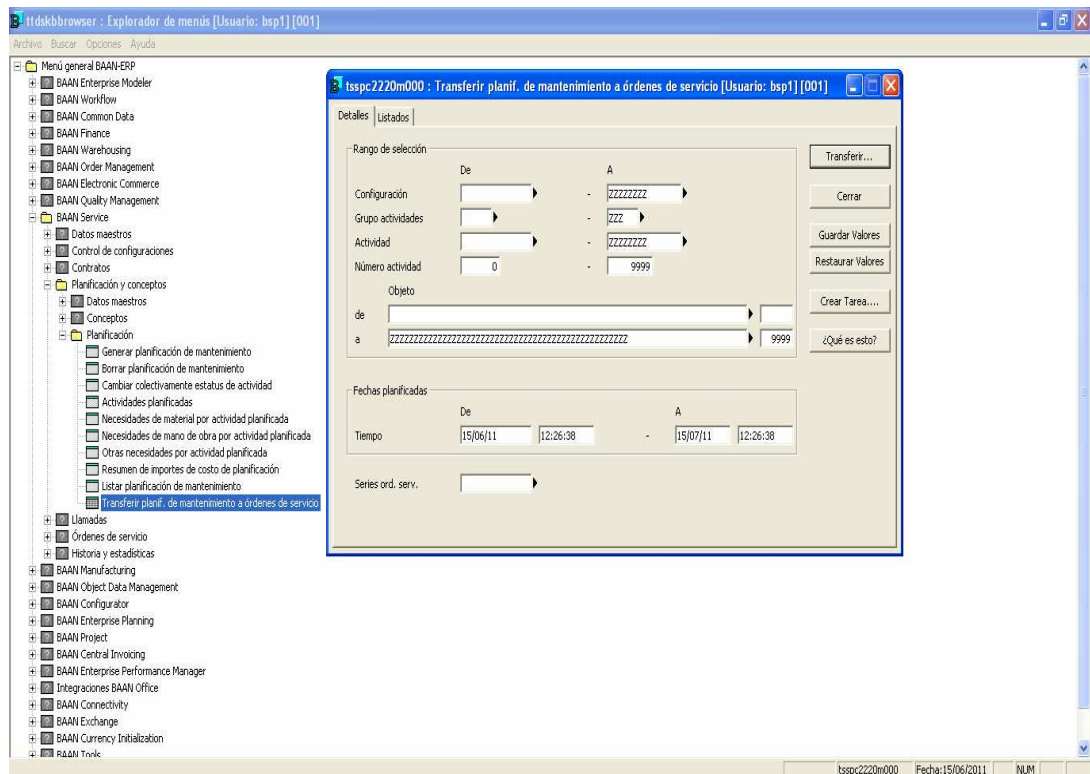 ttdskbbrowser : Explorador de menús [Usuario: bsp1] [001]
Archivo Buscar Opciones Ayuda
Menú general BAAN-ERP
BAAN Enterprise Modeler
BAAN Workflow
BAAN Common Data
BAAN Finance
BAAN Warehousing
BAAN Order Management
BAAN Electronic Commerce
BAAN Quality Management
BAAN Service
Datos maestros
Control de configuraciones
Contratos
Planificación y conceptos
Datos maestros
Conceptos
Planificación
Generar planificación de mantenimiento
Borrar planificación de mantenimiento
Cambiar colectivamente estatus de actividad
Actividades planificadas
Necesidades de material por actividad planificada
Necesidades de mano de obra por actividad planificada
Otras necesidades por actividad planificada
Resumen de importes de costo de planificación
Listar planificación de mantenimiento
Transferir planif. de mantenimiento a órdenes de servicio
Llamadas
Órdenes de servicio
Historia y estadísticas
BAAN Manufacturing
BAAN Object Data Management
BAAN Configurator
BAAN Enterprise Planning
BAAN Project
BAAN Central Invoicing
BAAN Enterprise Performance Manager
Integraciones BAAN Office
BAAN Connectivity
BAAN Exchange
BAAN Currency Initialization
BAAN Tools
tsspc2220m000 : Transferir planif. de mantenimiento a órdenes de servicio [Usuario: bsp1] [001]
Detalles Listados
Rango de selección
De A
Configuración - ZZZZZZZZ
Grupo actividades - ZZZ
Actividad - ZZZZZZZZ
Número actividad 0 - 9999
Objeto
de
a ZZZZZZZZZZZZZZZZZZZZZZZZZZZZZZZZZZZZZZZZZZZZZZZ 9999
Fechas planificadas
De A
Tiempo 15/06/11 12:26:38 - 15/07/11 12:26:38
Series ord. serv.
Transferir...
Cerrar
Guardar Valores
Restaurar Valores
Crear Tarea....
¿Qué es esto?
tsspc2220m000 Fecha:15/06/2011 NUM